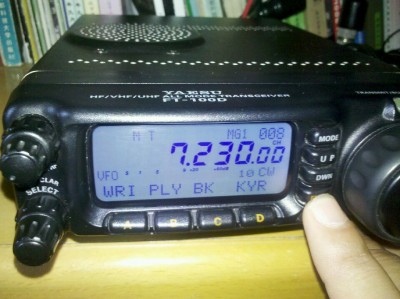 YAESU
HF/VHF/UHF ALL MODE TRANSCEIVER
FT-100D
MG1 008
CH
7.230.00
VFO
10 CW
WRI PLY BK KYR
A B C D
MODE
UP
DWN
CLAR
SELECT